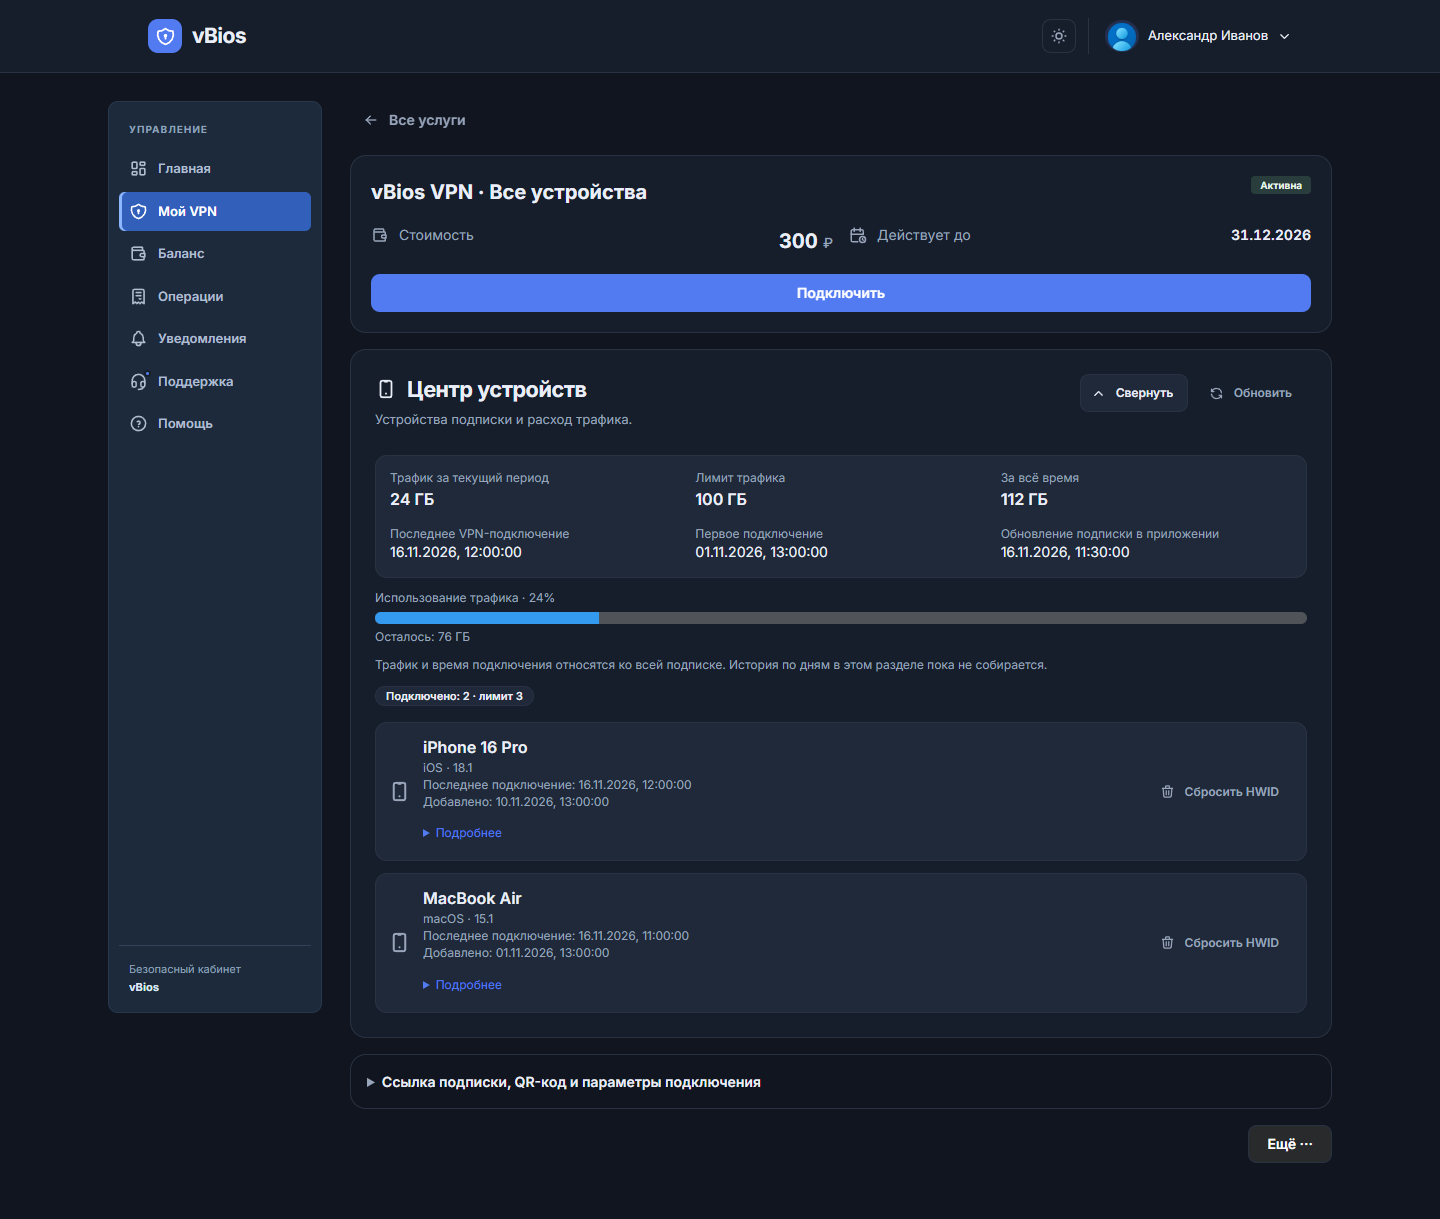 vBios
Александр Иванов
УПРАВЛЕНИЕ
Главная
Мой VPN
Баланс
Операции
Уведомления
Поддержка
Помощь
Безопасный кабинет
vBios
Все услуги
vBios VPN · Все устройства
Активна
Стоимость
300 ₽
Действует до
31.12.2026
Подключить
Центр устройств
Устройства подписки и расход трафика.
Свернуть
Обновить
Трафик за текущий период
24 ГБ
Лимит трафика
100 ГБ
За всё время
112 ГБ
Последнее VPN-подключение
16.11.2026, 12:00:00
Первое подключение
01.11.2026, 13:00:00
Обновление подписки в приложении
16.11.2026, 11:30:00
Использование трафика · 24%
Осталось: 76 ГБ
Трафик и время подключения относятся ко всей подписке. История по дням в этом разделе пока не собирается.
Подключено: 2 · лимит 3
iPhone 16 Pro
iOS · 18.1
Последнее подключение: 16.11.2026, 12:00:00
Добавлено: 10.11.2026, 13:00:00
Подробнее
Сбросить HWID
MacBook Air
macOS · 15.1
Последнее подключение: 16.11.2026, 11:00:00
Добавлено: 01.11.2026, 13:00:00
Подробнее
Сбросить HWID
Ссылка подписки, QR-код и параметры подключения
Ещё ···